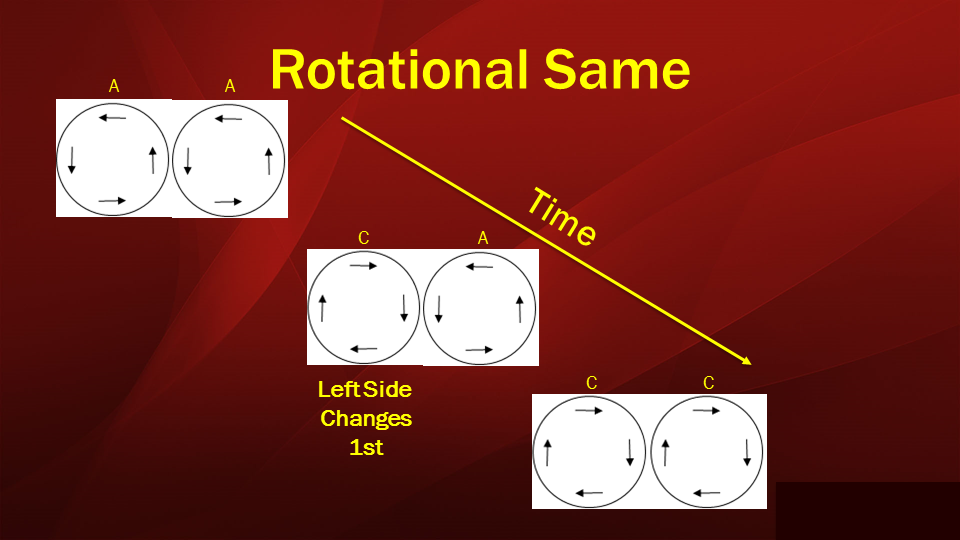 Rotational Same
A A
Time
C A
Left Side
Changes
1st
C C